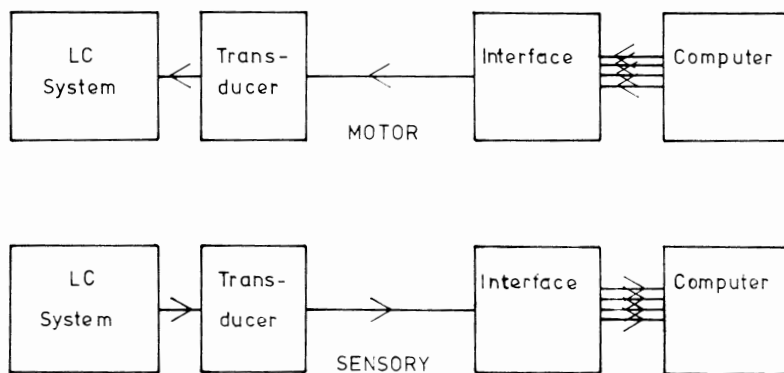 LC
System
Trans-
ducer
Interface
Computer
MOTOR
LC
System
Trans-
ducer
Interface
Computer
SENSORY